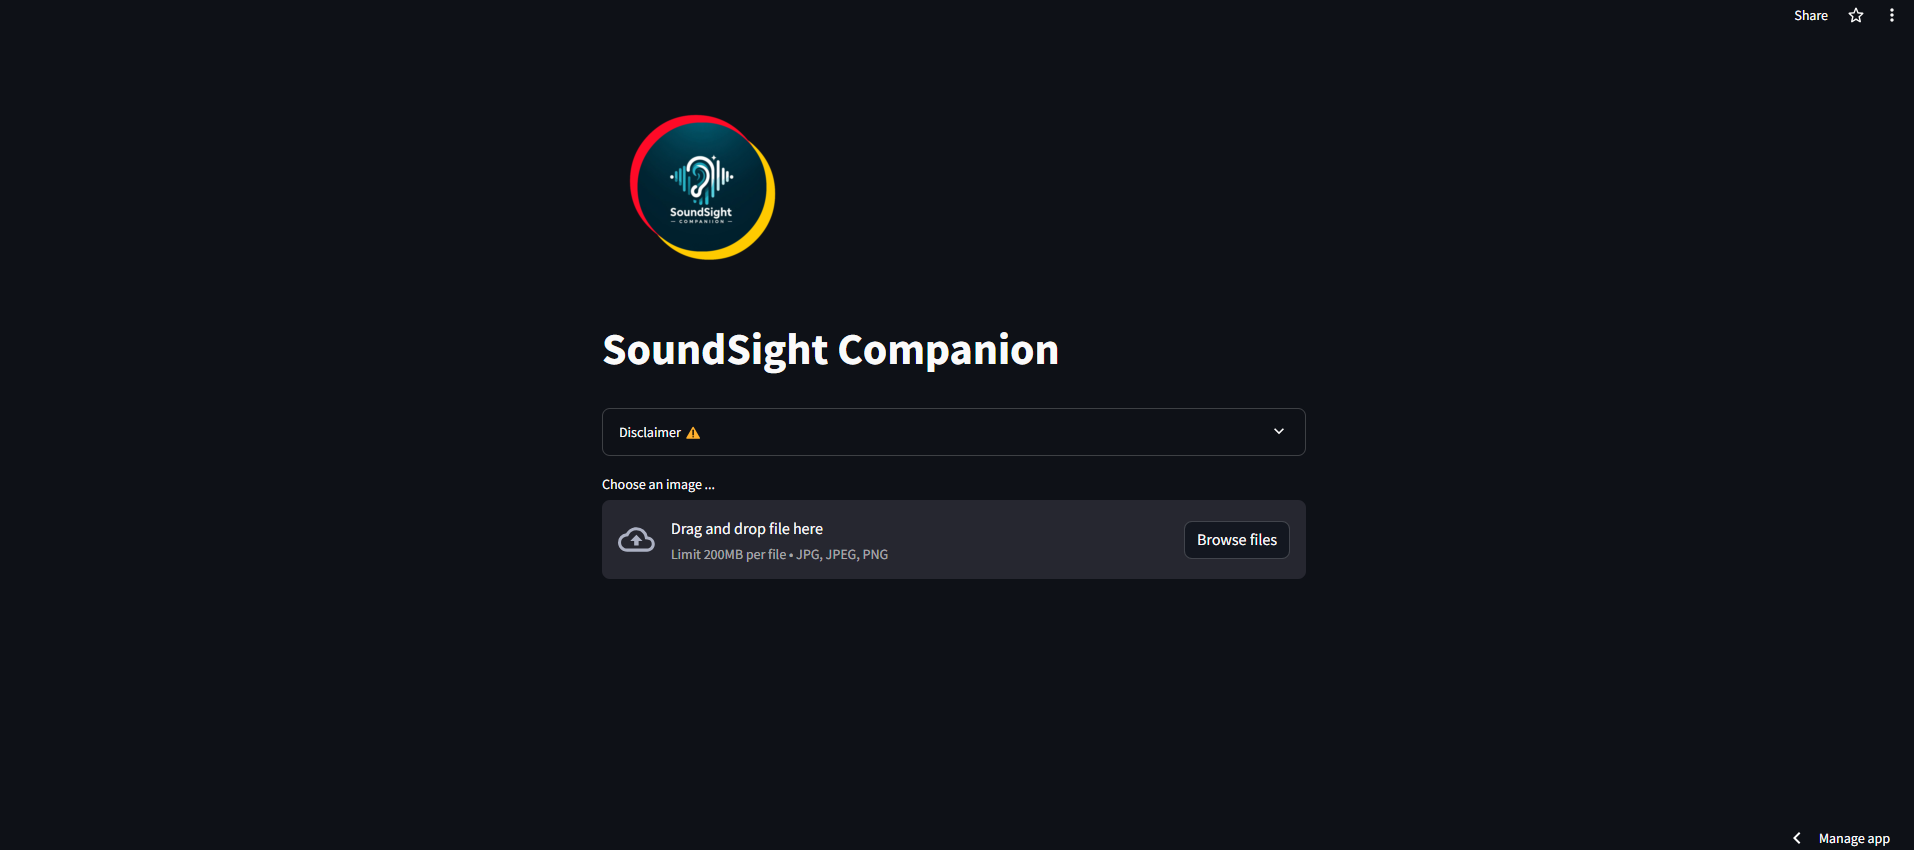 Share
SoundSight
COMPANION
SoundSight Companion
Disclaimer
Choose an image ...
Drag and drop file here
Limit 200MB per file • JPG, JPEG, PNG
Browse files
Manage app